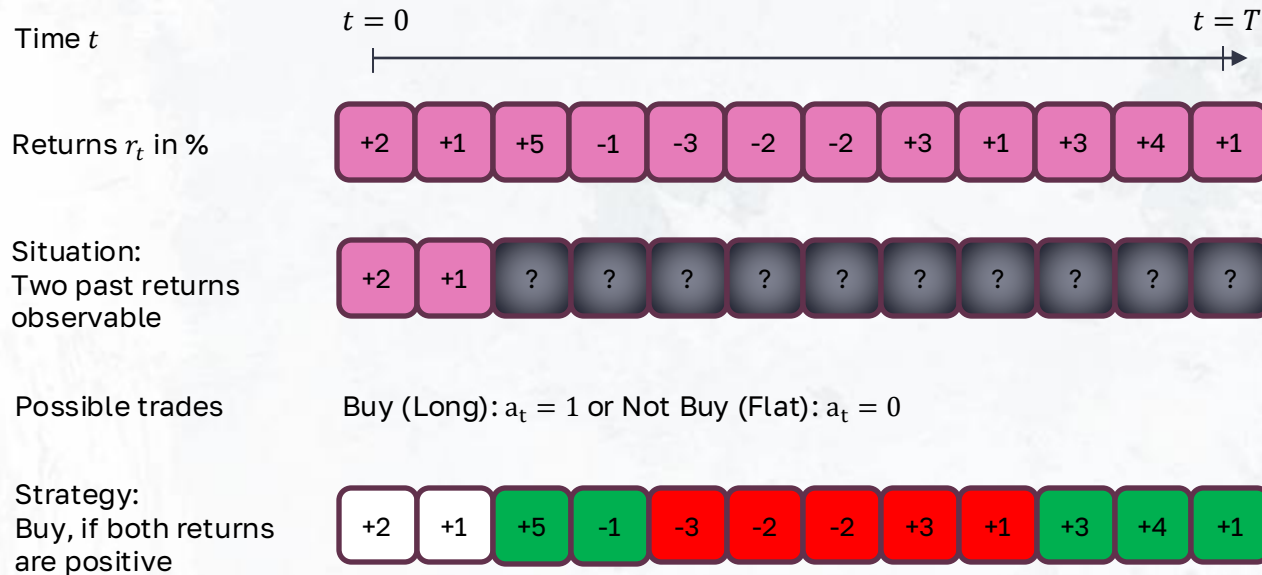 t = 0
t = T
Time t
Returns r_t in %
+2 +1 +5 -1 -3 -2 -2 +3 +1 +3 +4 +1
Situation:
Two past returns
observable
+2 +1 ? ? ? ? ? ? ? ? ? ?
Possible trades
Buy (Long): a_t = 1 or Not Buy (Flat): a_t = 0
Strategy:
Buy, if both returns
are positive
+2 +1 +5 -1 -3 -2 -2 +3 +1 +3 +4 +1